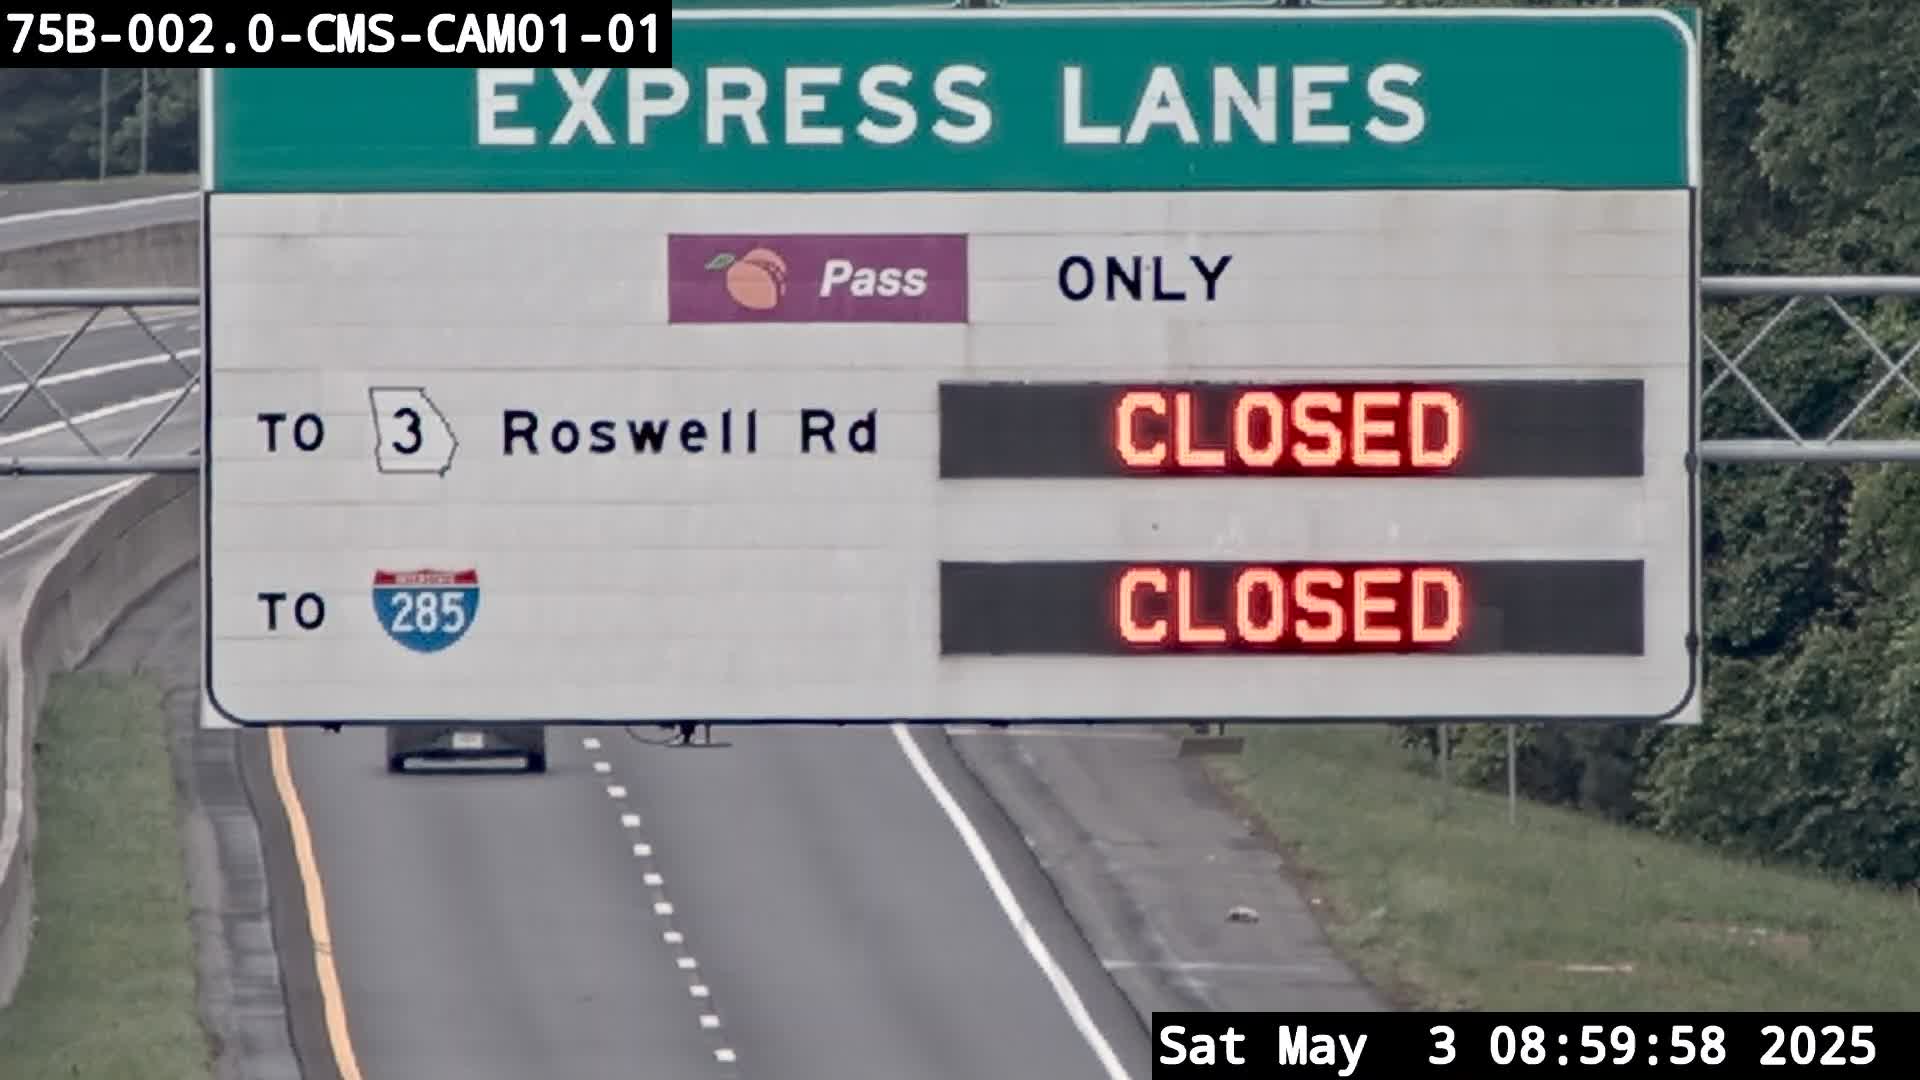 75B-002.0-CMS-CAM01-01
EXPRESS LANES
Pass ONLY
TO 3 Roswell Rd CLOSED
TO 285 CLOSED
Sat May 3 08:59:58 2025